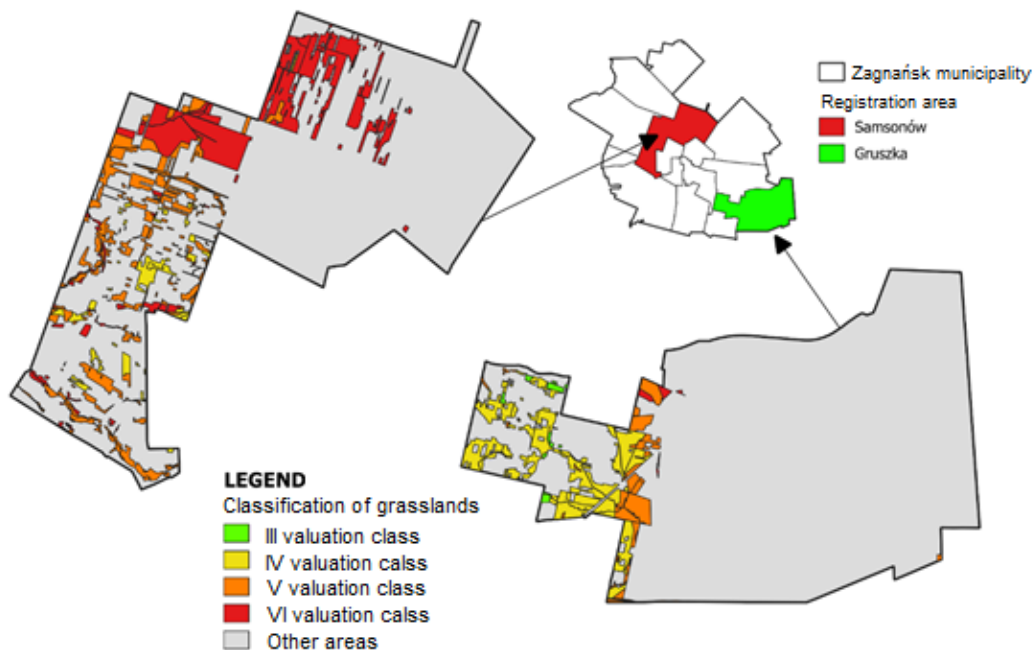 Zagnańsk municipality
Registration area
Samsonów
Gruszka
LEGEND
Classification of grasslands
III valuation class
IV valuation calss
V valuation class
VI valuation calss
Other areas